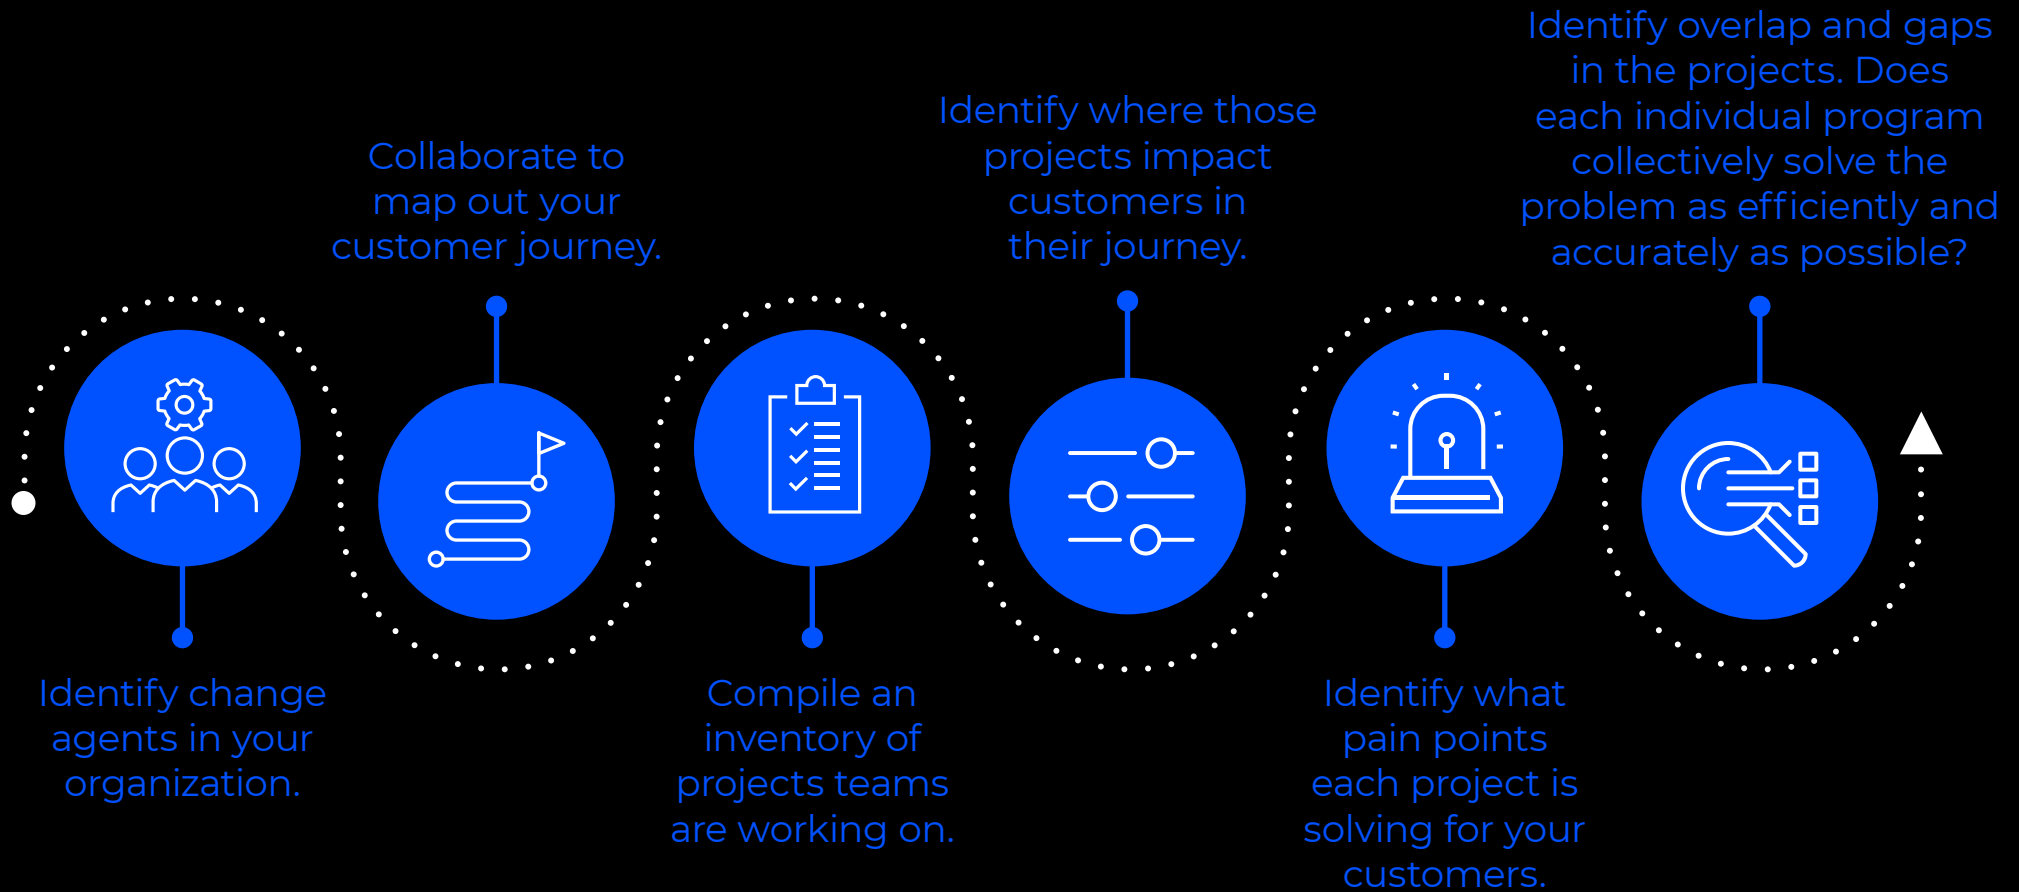 Identify change
agents in your
organization.
Collaborate to
map out your
customer journey.
Compile an
inventory of
projects teams
are working on.
Identify where those
projects impact
customers in
their journey.
Identify what
pain points
each project is
solving for your
customers.
Identify overlap and gaps
in the projects. Does
each individual program
collectively solve the
problem as efficiently and
accurately as possible?